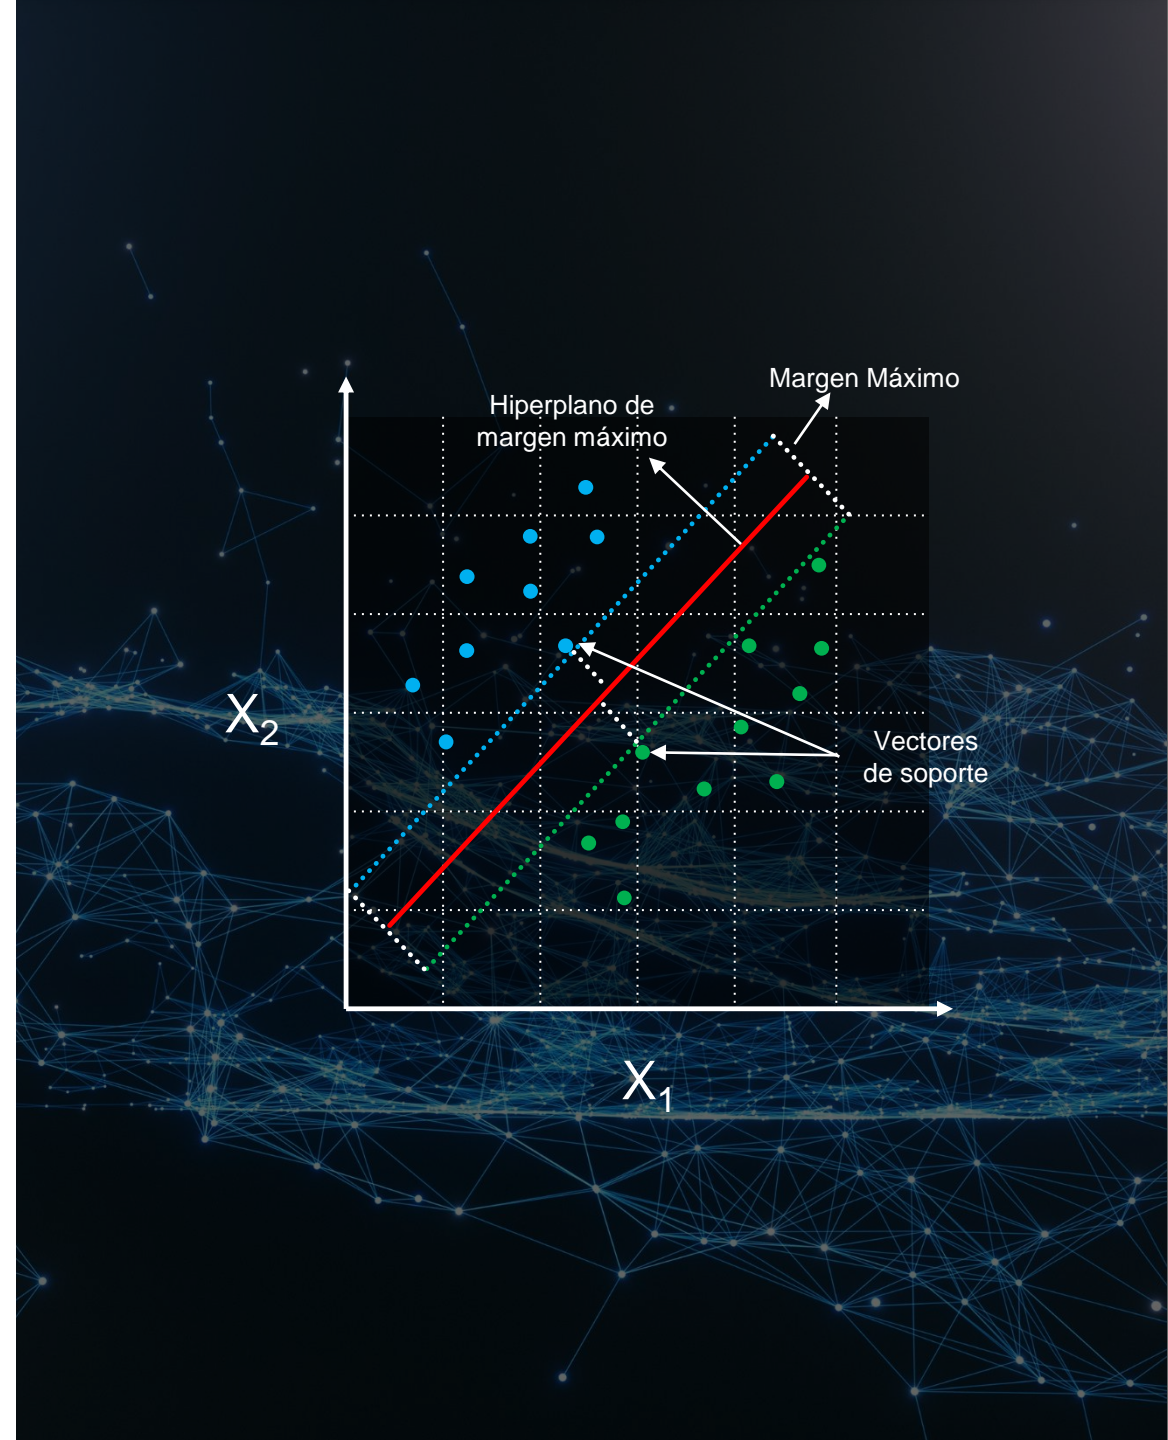 Margen Máximo
Hiperplano de
margen máximo
X₂
Vectores
de soporte
X₁